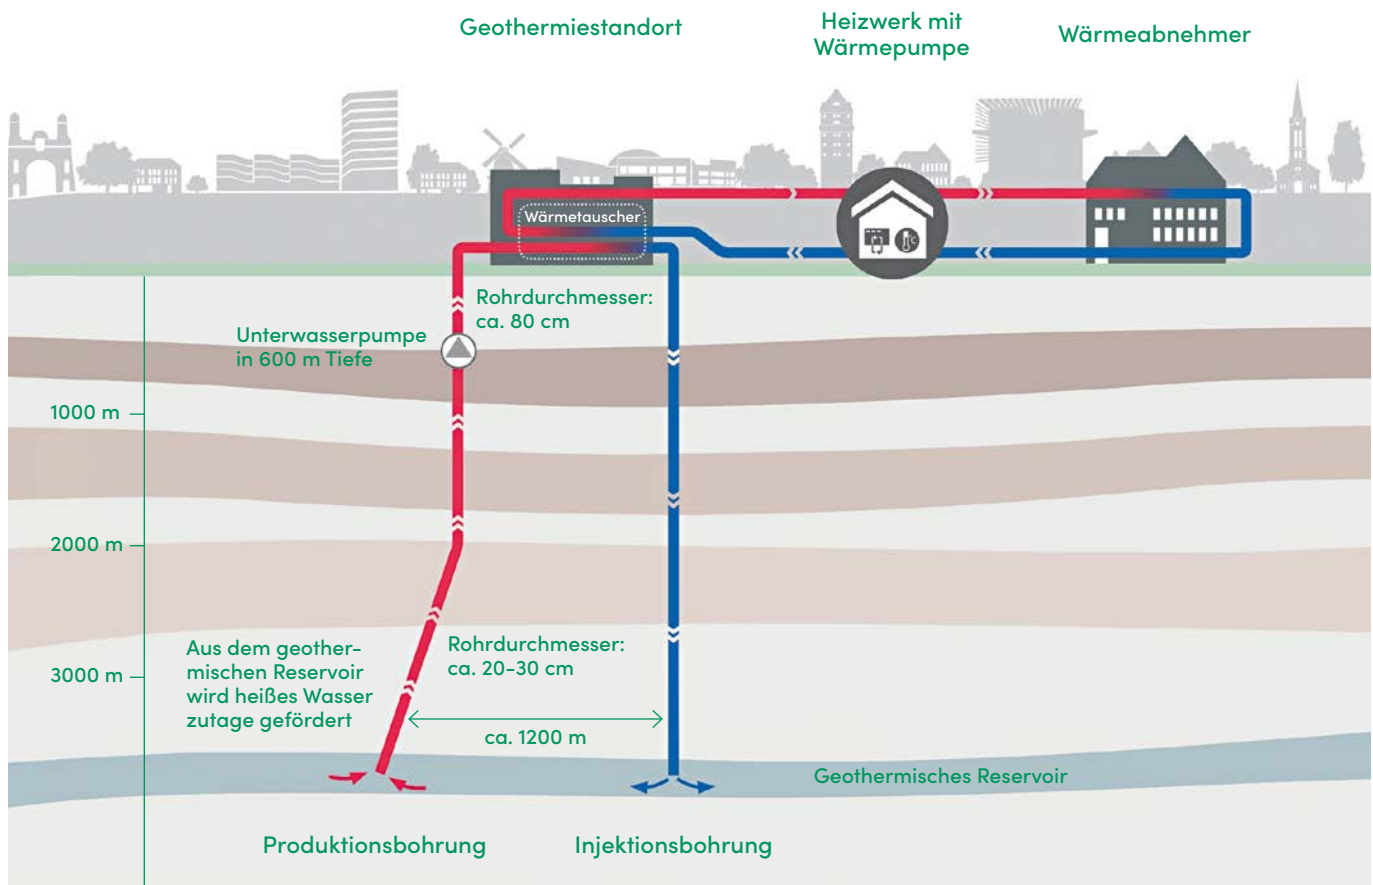 Geothermiestandort
Heizwerk mit
Wärmepumpe
Wärmeabnehmer
Wärmetauscher
°C
Rohrdurchmesser:
ca. 80 cm
Unterwasserpumpe
in 600 m Tiefe
1000 m
2000 m
3000 m
Aus dem geother-
mischen Reservoir
wird heißes Wasser
zutage gefördert
Rohrdurchmesser:
ca. 20-30 cm
ca. 1200 m
Geothermisches Reservoir
Produktionsbohrung
Injektionsbohrung